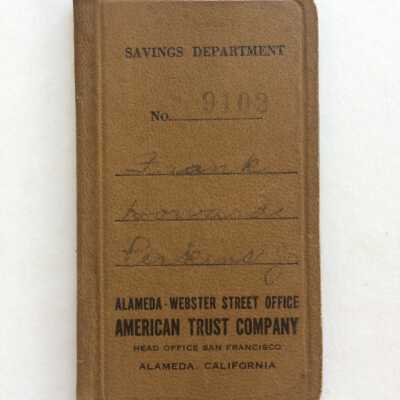 SAVINGS DEPARTMENT
No. 9103
Frank
Perkins Jr
ALAMEDA-WEBSTER STREET OFFICE
AMERICAN TRUST COMPANY
HEAD OFFICE SAN FRANCISCO
ALAMEDA, CALIFORNIA